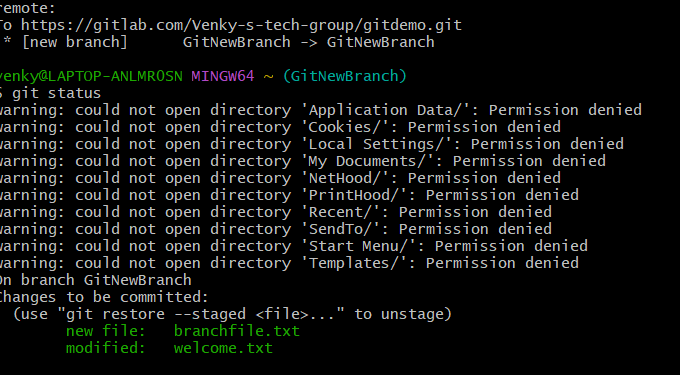 remote:
To https://gitlab.com/Venky-s-tech-group/gitdemo.git
* [new branch] GitNewBranch -> GitNewBranch
venky@LAPTOP-ANLMR0SN MINGW64 ~ (GitNewBranch)
$ git status
warning: could not open directory 'Application Data/': Permission denied
warning: could not open directory 'Cookies/': Permission denied
warning: could not open directory 'Local Settings/': Permission denied
warning: could not open directory 'My Documents/': Permission denied
warning: could not open directory 'NetHood/': Permission denied
warning: could not open directory 'PrintHood/': Permission denied
warning: could not open directory 'Recent/': Permission denied
warning: could not open directory 'SendTo/': Permission denied
warning: could not open directory 'Start Menu/': Permission denied
warning: could not open directory 'Templates/': Permission denied
On branch GitNewBranch
Changes to be committed:
(use "git restore --staged <file>..." to unstage)
new file: branchfile.txt
modified: welcome.txt